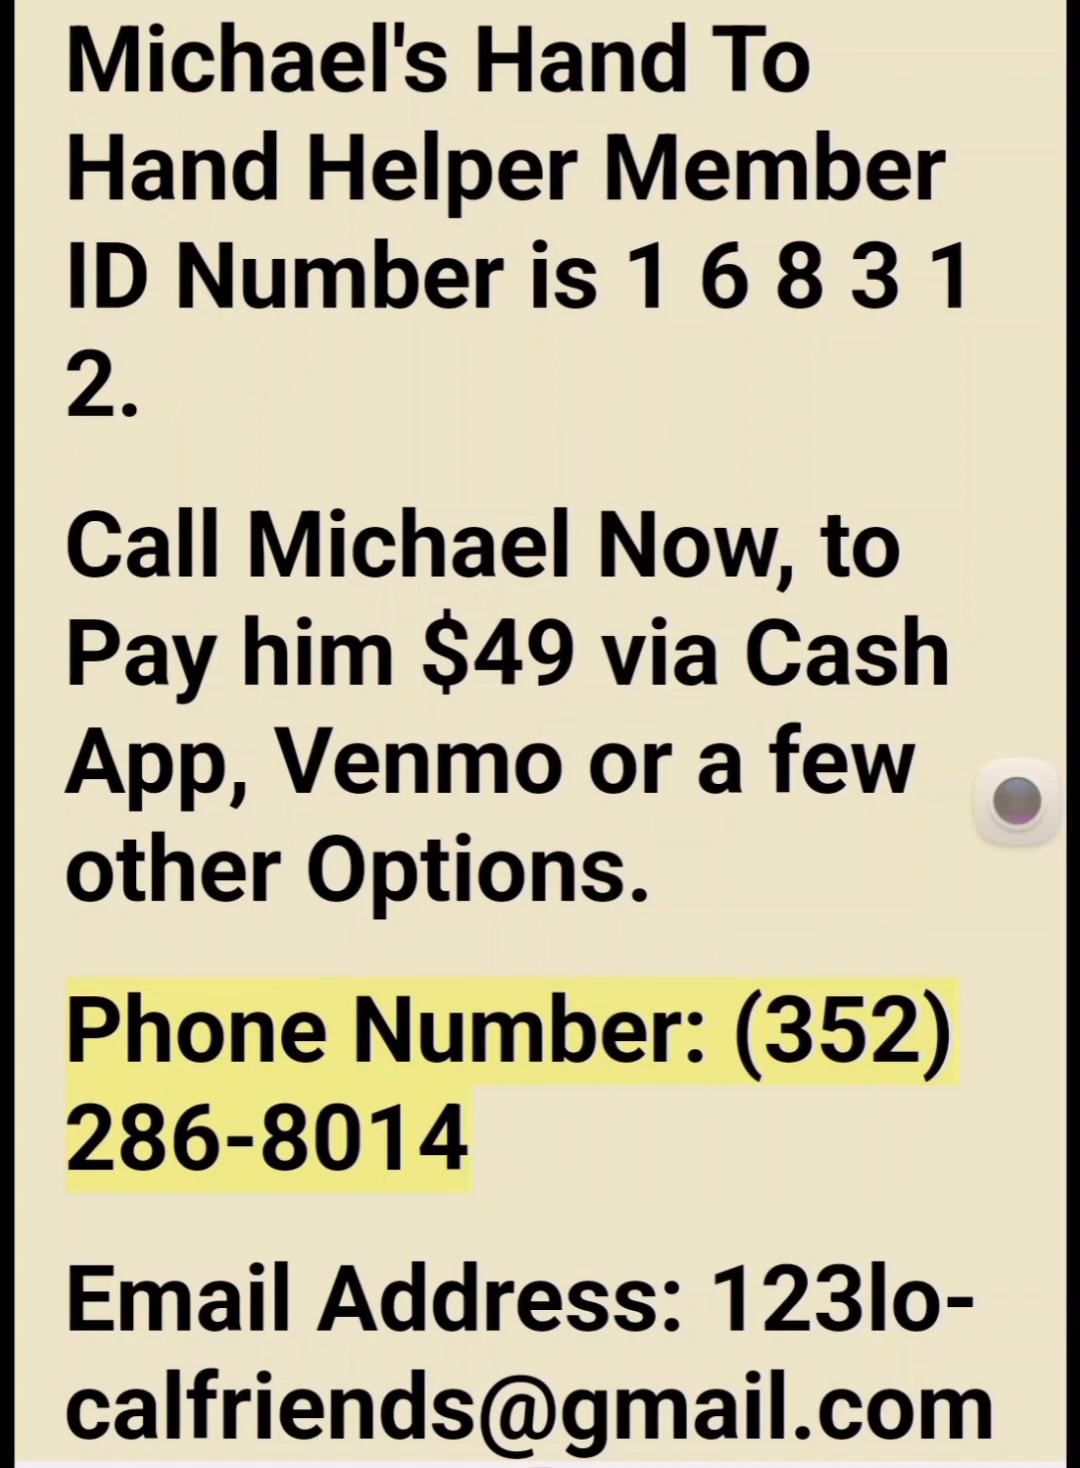 Michael's Hand To
Hand Helper Member
ID Number is 1 6 8 3 1
2.
Call Michael Now, to
Pay him $49 via Cash
App, Venmo or a few
other Options.
Phone Number: (352)
286-8014
Email Address: 123lo-
calfriends@gmail.com